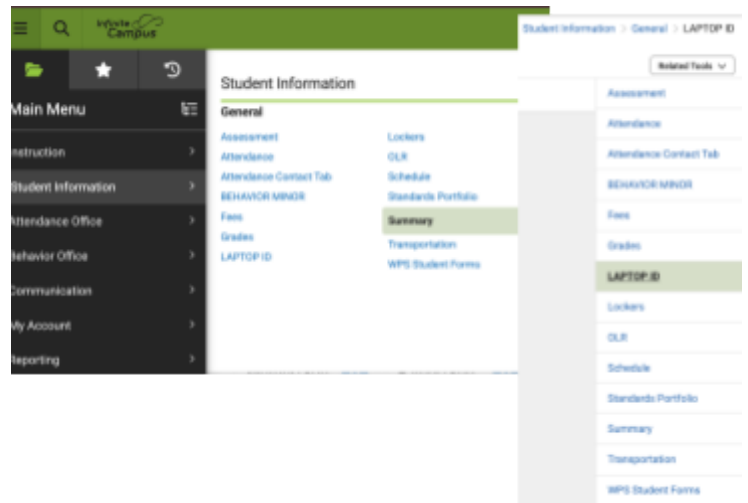 Infinite Campus
Main Menu
Instruction
Student Information
Attendance Office
Behavior Office
Communication
My Account
Reporting
Student Information
General
Assessment
Attendance
Attendance Contact Tab
BEHAVIOR MINOR
Fees
Grades
LAPTOP ID
Lockers
OLR
Schedule
Standards Portfolio
Summary
Transportation
WPS Student Forms
Student Information > General > LAPTOP ID
Related Tools
Assessment
Attendance
Attendance Contact Tab
BEHAVIOR MINOR
Fees
Grades
LAPTOP ID
Lockers
OLR
Schedule
Standards Portfolio
Summary
Transportation
WPS Student Forms